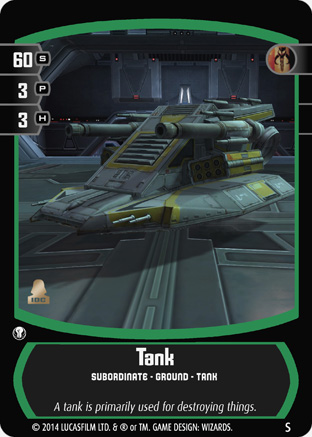 60 S
3 P
3 H
Tank
SUBORDINATE - GROUND - TANK
A tank is primarily used for destroying things.
© 2014 LUCASFILM LTD. & ® or TM. GAME DESIGN: WIZARDS. S